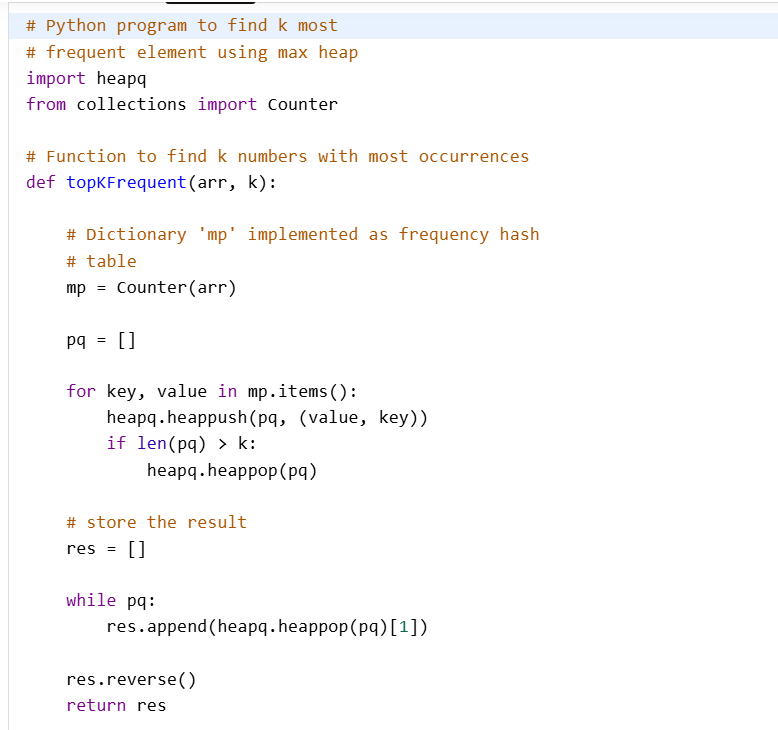 # Python program to find k most
# frequent element using max heap
import heapq
from collections import Counter

# Function to find k numbers with most occurrences
def topKFrequent(arr, k):

    # Dictionary 'mp' implemented as frequency hash
    # table
    mp = Counter(arr)

    pq = []

    for key, value in mp.items():
        heapq.heappush(pq, (value, key))
        if len(pq) > k:
            heapq.heappop(pq)

    # store the result
    res = []

    while pq:
        res.append(heapq.heappop(pq)[1])

    res.reverse()
    return res